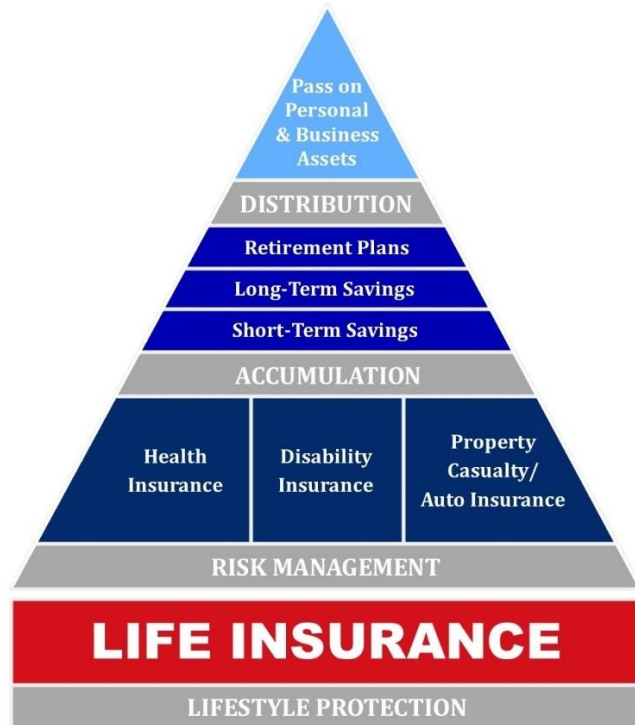 Pass on
Personal
& Business
Assets
DISTRIBUTION
Retirement Plans
Long-Term Savings
Short-Term Savings
ACCUMULATION
Health
Insurance
Disability
Insurance
Property
Casualty/
Auto Insurance
RISK MANAGEMENT
LIFE INSURANCE
LIFESTYLE PROTECTION